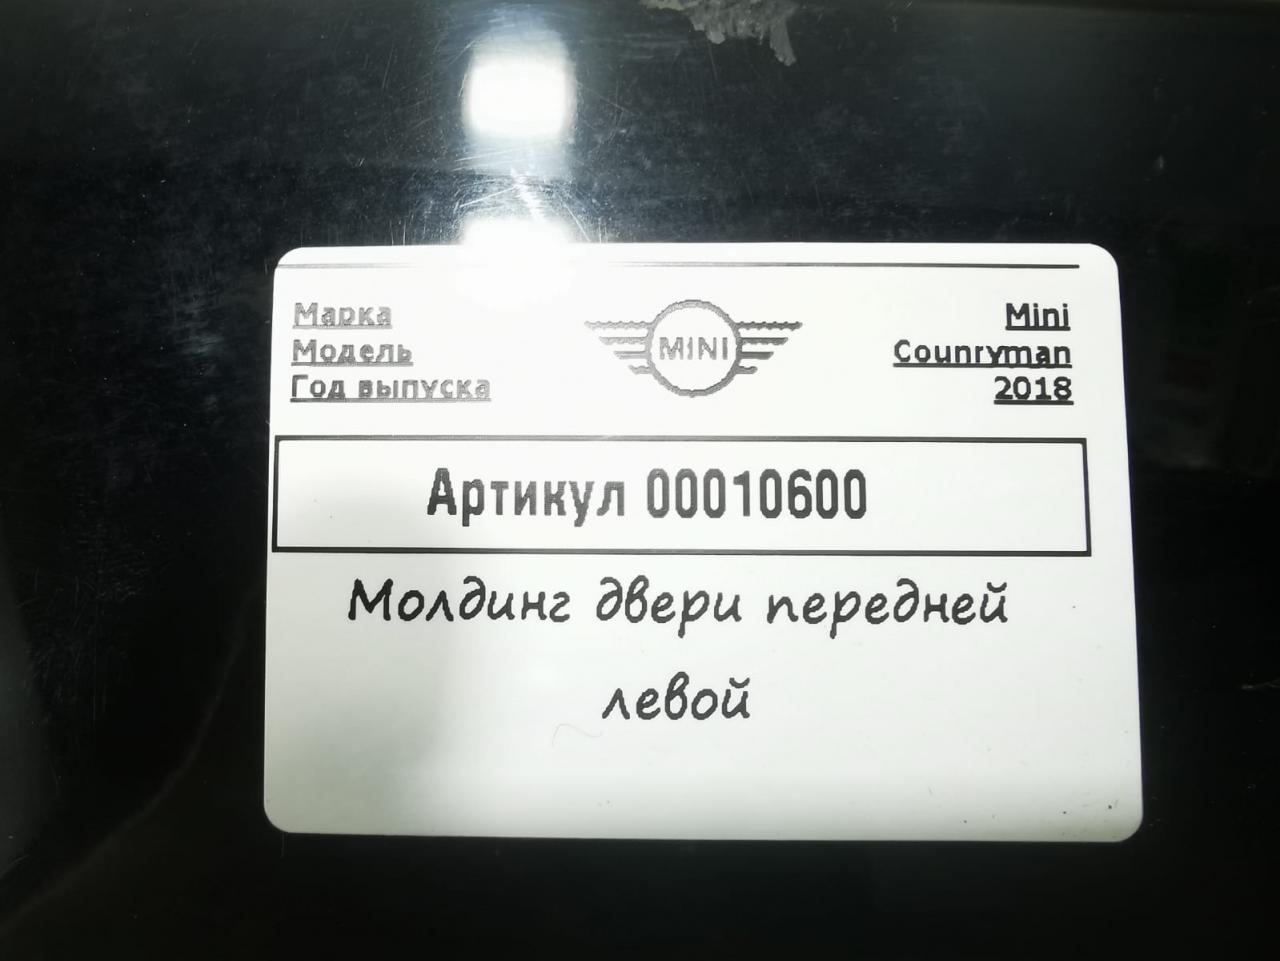 Марка Mini
Модель Counryman
Год выпуска 2018
MINI
Артикул 00010600
Молдинг двери передней
левой